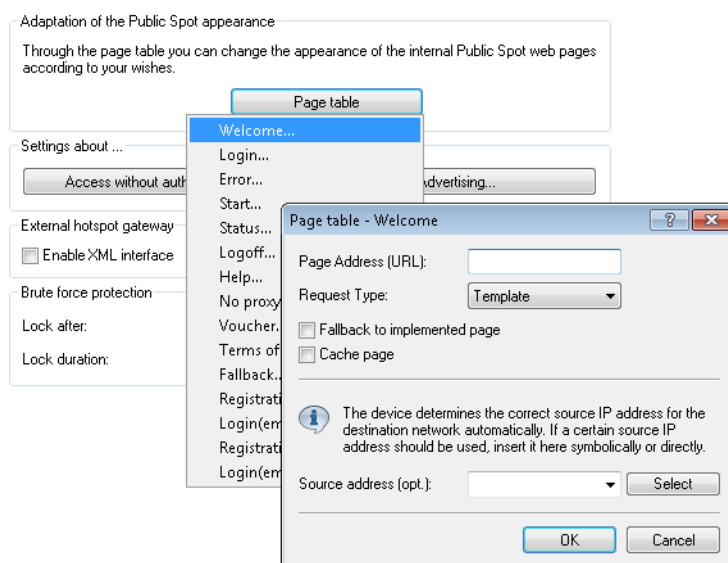 Adaptation of the Public Spot appearance
Through the page table you can change the appearance of the internal Public Spot web pages
according to your wishes.
Page table
Welcome...
Login...
Error...
Start...
Status...
Logoff...
Help...
No proxy
Voucher.
Terms of
Fallback..
Login(em
Login(em
Settings about ...
Access without
External hotspot gateway
Enable XML interface
Brute force protection
Lock after:
Lock duration:
Page table - Welcome
Page Address (URL):
Request Type:
Template
Fallback to implemented page
Cache page
The device determines the correct source IP address for the
destination network automatically. If a certain source IP
address should be used, insert it here symbolically or directly.
Source address (opt.):
Select
OK
Cancel